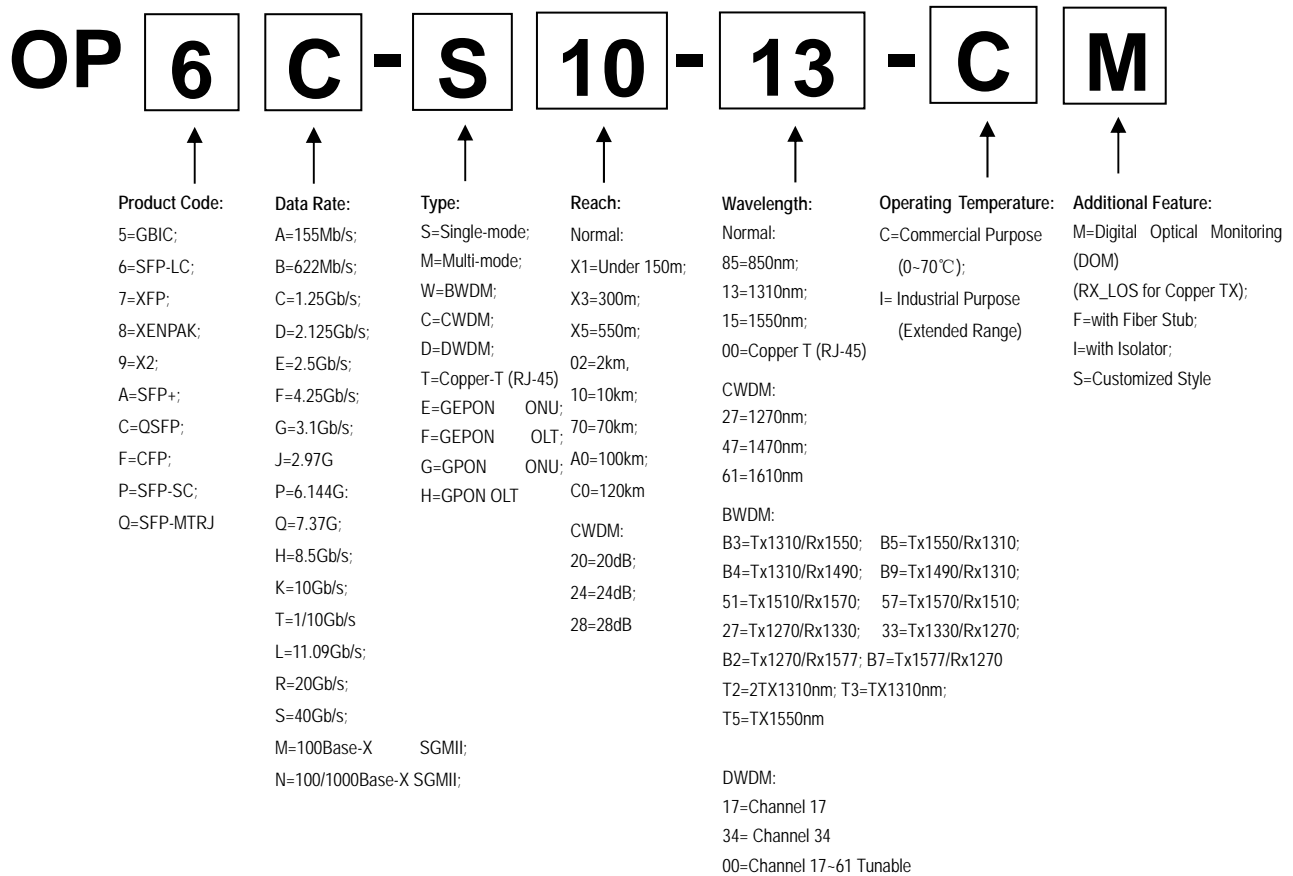 OP 6 C - S 10 - 13 - C M
Product Code:
5=GBIC;
6=SFP-LC;
7=XFP;
8=XENPAK;
9=X2;
A=SFP+;
C=QSFP;
F=CFP;
P=SFP-SC;
Q=SFP-MTRJ
Data Rate:
A=155Mb/s;
B=622Mb/s;
C=1.25Gb/s;
D=2.125Gb/s;
E=2.5Gb/s;
F=4.25Gb/s;
G=3.1Gb/s;
J=2.97G
P=6.144G:
Q=7.37G;
H=8.5Gb/s;
K=10Gb/s;
T=1/10Gb/s
L=11.09Gb/s;
R=20Gb/s;
S=40Gb/s;
M=100Base-X SGMII;
N=100/1000Base-X SGMII;
Type:
S=Single-mode;
M=Multi-mode;
W=BWDM;
C=CWDM;
D=DWDM;
T=Copper-T (RJ-45)
E=GEPON ONU;
F=GEPON OLT;
G=GPON ONU;
H=GPON OLT
Reach:
Normal:
X1=Under 150m;
X3=300m;
X5=550m;
02=2km,
10=10km;
70=70km;
A0=100km;
C0=120km
CWDM:
20=20dB;
24=24dB;
28=28dB
Wavelength:
Normal:
85=850nm;
13=1310nm;
15=1550nm;
00=Copper T (RJ-45)
CWDM:
27=1270nm;
47=1470nm;
61=1610nm
BWDM:
B3=Tx1310/Rx1550; B5=Tx1550/Rx1310;
B4=Tx1310/Rx1490; B9=Tx1490/Rx1310;
51=Tx1510/Rx1570; 57=Tx1570/Rx1510;
27=Tx1270/Rx1330; 33=Tx1330/Rx1270;
B2=Tx1270/Rx1577; B7=Tx1577/Rx1270
T2=2TX1310nm; T3=TX1310nm;
T5=TX1550nm
DWDM:
17=Channel 17
34= Channel 34
00=Channel 17~61 Tunable
Operating Temperature:
C=Commercial Purpose
(0~70℃);
I= Industrial Purpose
(Extended Range)
Additional Feature:
M=Digital Optical Monitoring
(DOM)
(RX_LOS for Copper TX);
F=with Fiber Stub;
I=with Isolator;
S=Customized Style